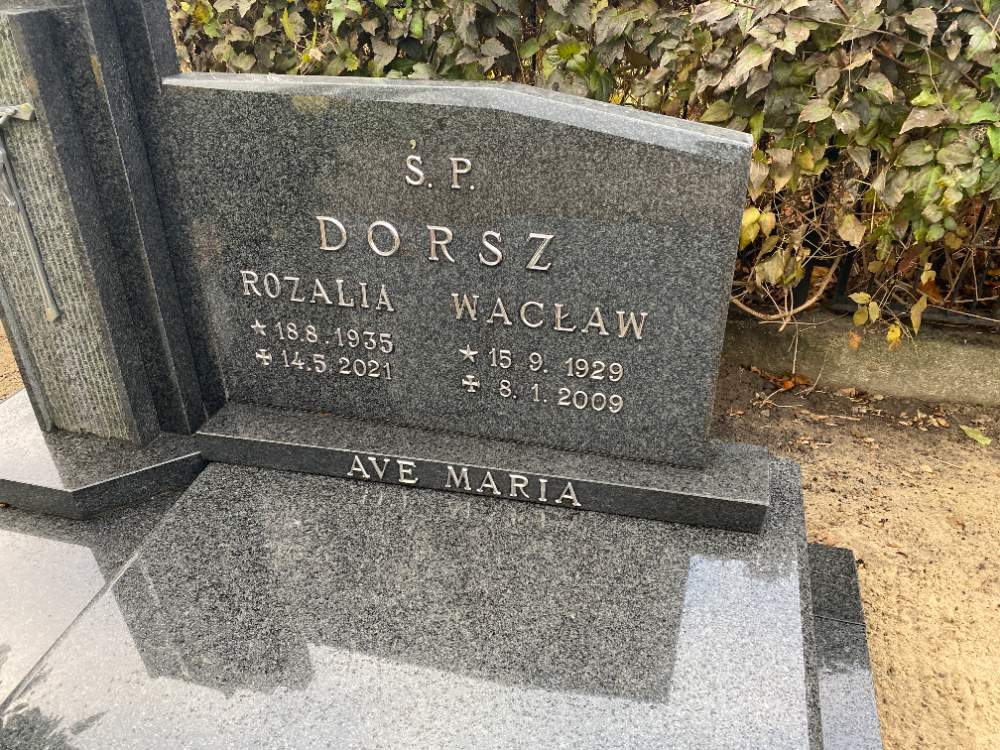 Ś. P.
DORSZ
ROZALIA
★ 18.8.1935
✠ 14.5 2021
WACŁAW
★ 15. 9. 1929
✠ 8. 1. 2009
AVE MARIA